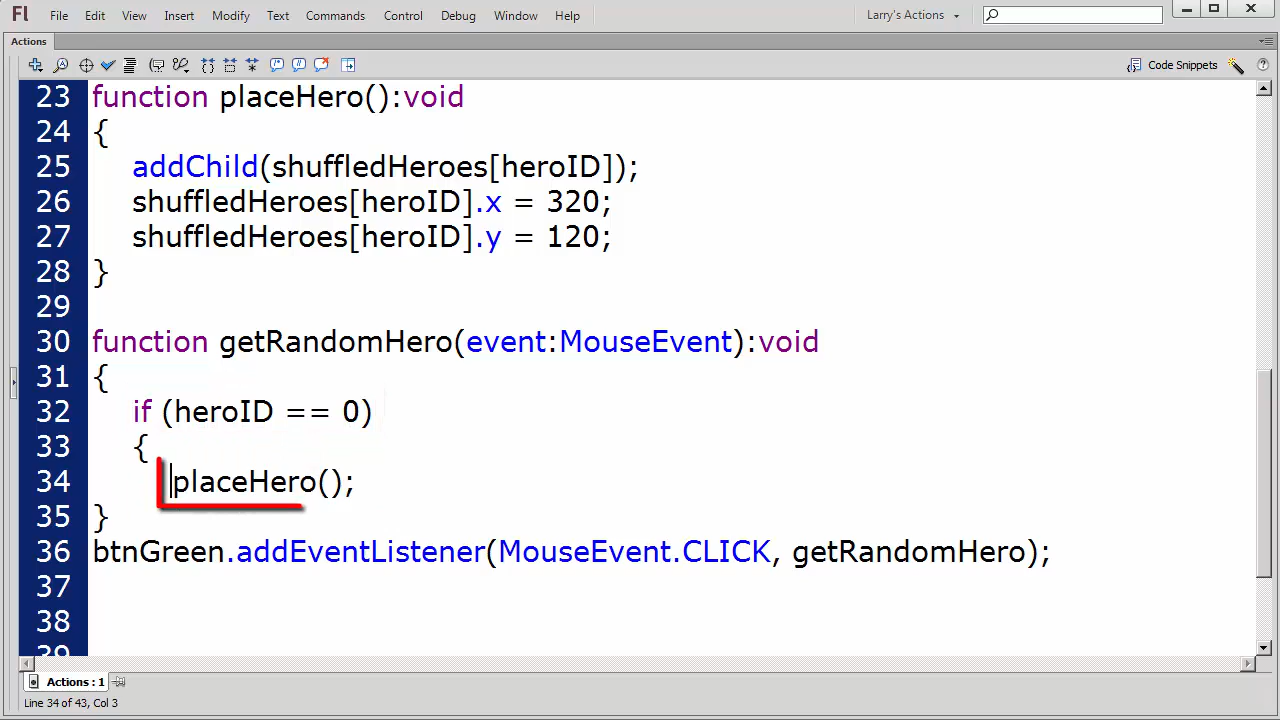 Fl File Edit View Insert Modify Text Commands Control Debug Window Help Larry's Actions
Actions
Code Snippets
23 function placeHero():void
24 {
25 addChild(shuffledHeroes[heroID]);
26 shuffledHeroes[heroID].x = 320;
27 shuffledHeroes[heroID].y = 120;
28 }
29
30 function getRandomHero(event:MouseEvent):void
31 {
32 if (heroID == 0)
33 {
34 placeHero();
35 }
36 btnGreen.addEventListener(MouseEvent.CLICK, getRandomHero);
37
38
39
Actions : 1
Line 34 of 43, Col 3